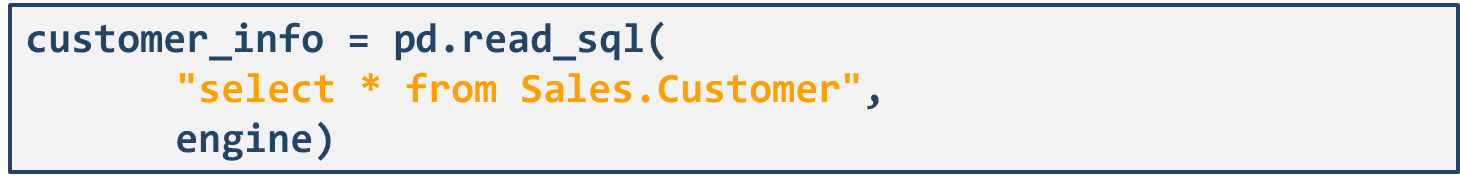 customer_info = pd.read_sql(
"select * from Sales.Customer",
engine)